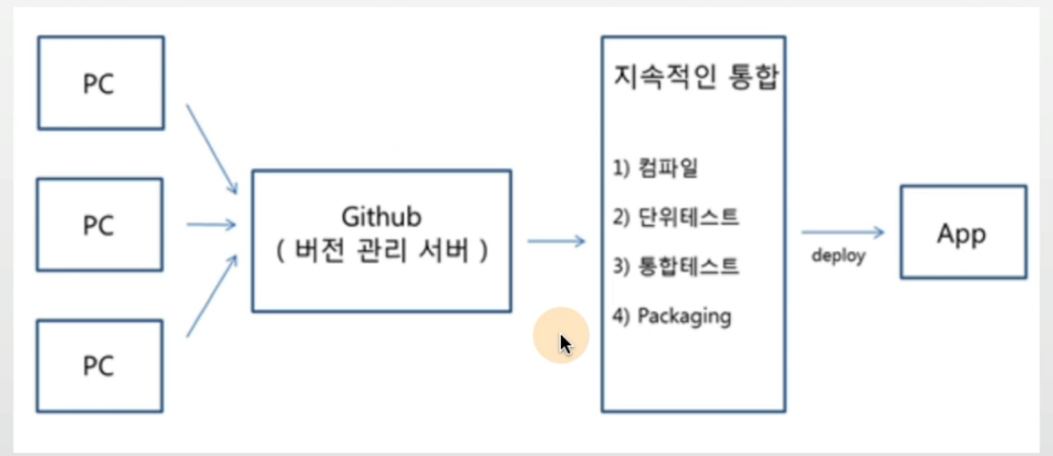 PC
PC
PC
Github
( 버전 관리 서버 )
지속적인 통합
1) 컴파일
2) 단위테스트
3) 통합테스트
4) Packaging
deploy
App